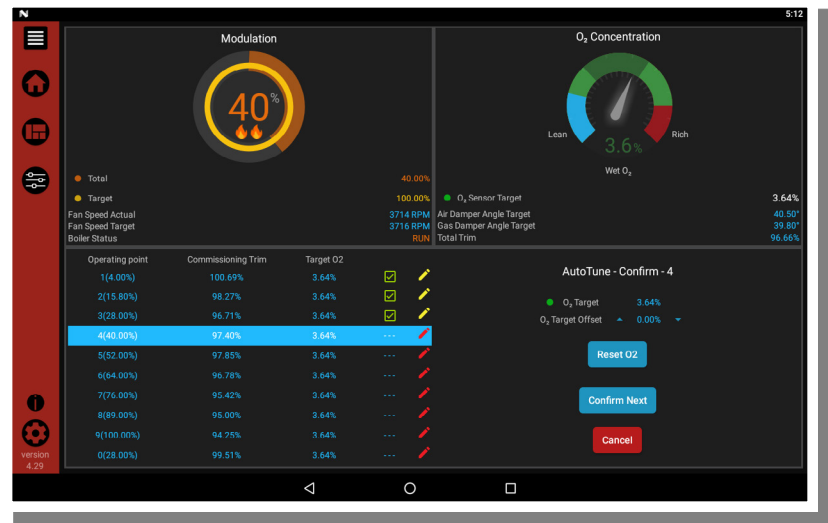 5:12
Modulation
40%
Total 40.00%
Target 100.00%
Fan Speed Actual 3714 RPM
Fan Speed Target 3716 RPM
Boiler Status RUN
O₂ Concentration
Lean Rich
3.6%
Wet O₂
O₂ Sensor Target 3.64%
Air Damper Angle Target 40.50°
Gas Damper Angle Target 39.80°
Total Trim 96.66%
Operating point Commissioning Trim Target O2
1(4.00%) 100.69% 3.64%
2(15.80%) 98.27% 3.64%
3(28.00%) 96.71% 3.64%
4(40.00%) 97.40% 3.64% ---
5(52.00%) 97.85% 3.64% ---
6(64.00%) 96.78% 3.64% ---
7(76.00%) 95.42% 3.64% ---
8(89.00%) 95.00% 3.64% ---
9(100.00%) 94.25% 3.64% ---
0(28.00%) 99.51% 3.64% ---
AutoTune - Confirm - 4
O₂ Target 3.64%
O₂ Target Offset 0.00%
Reset O2
Confirm Next
Cancel
version
4.29